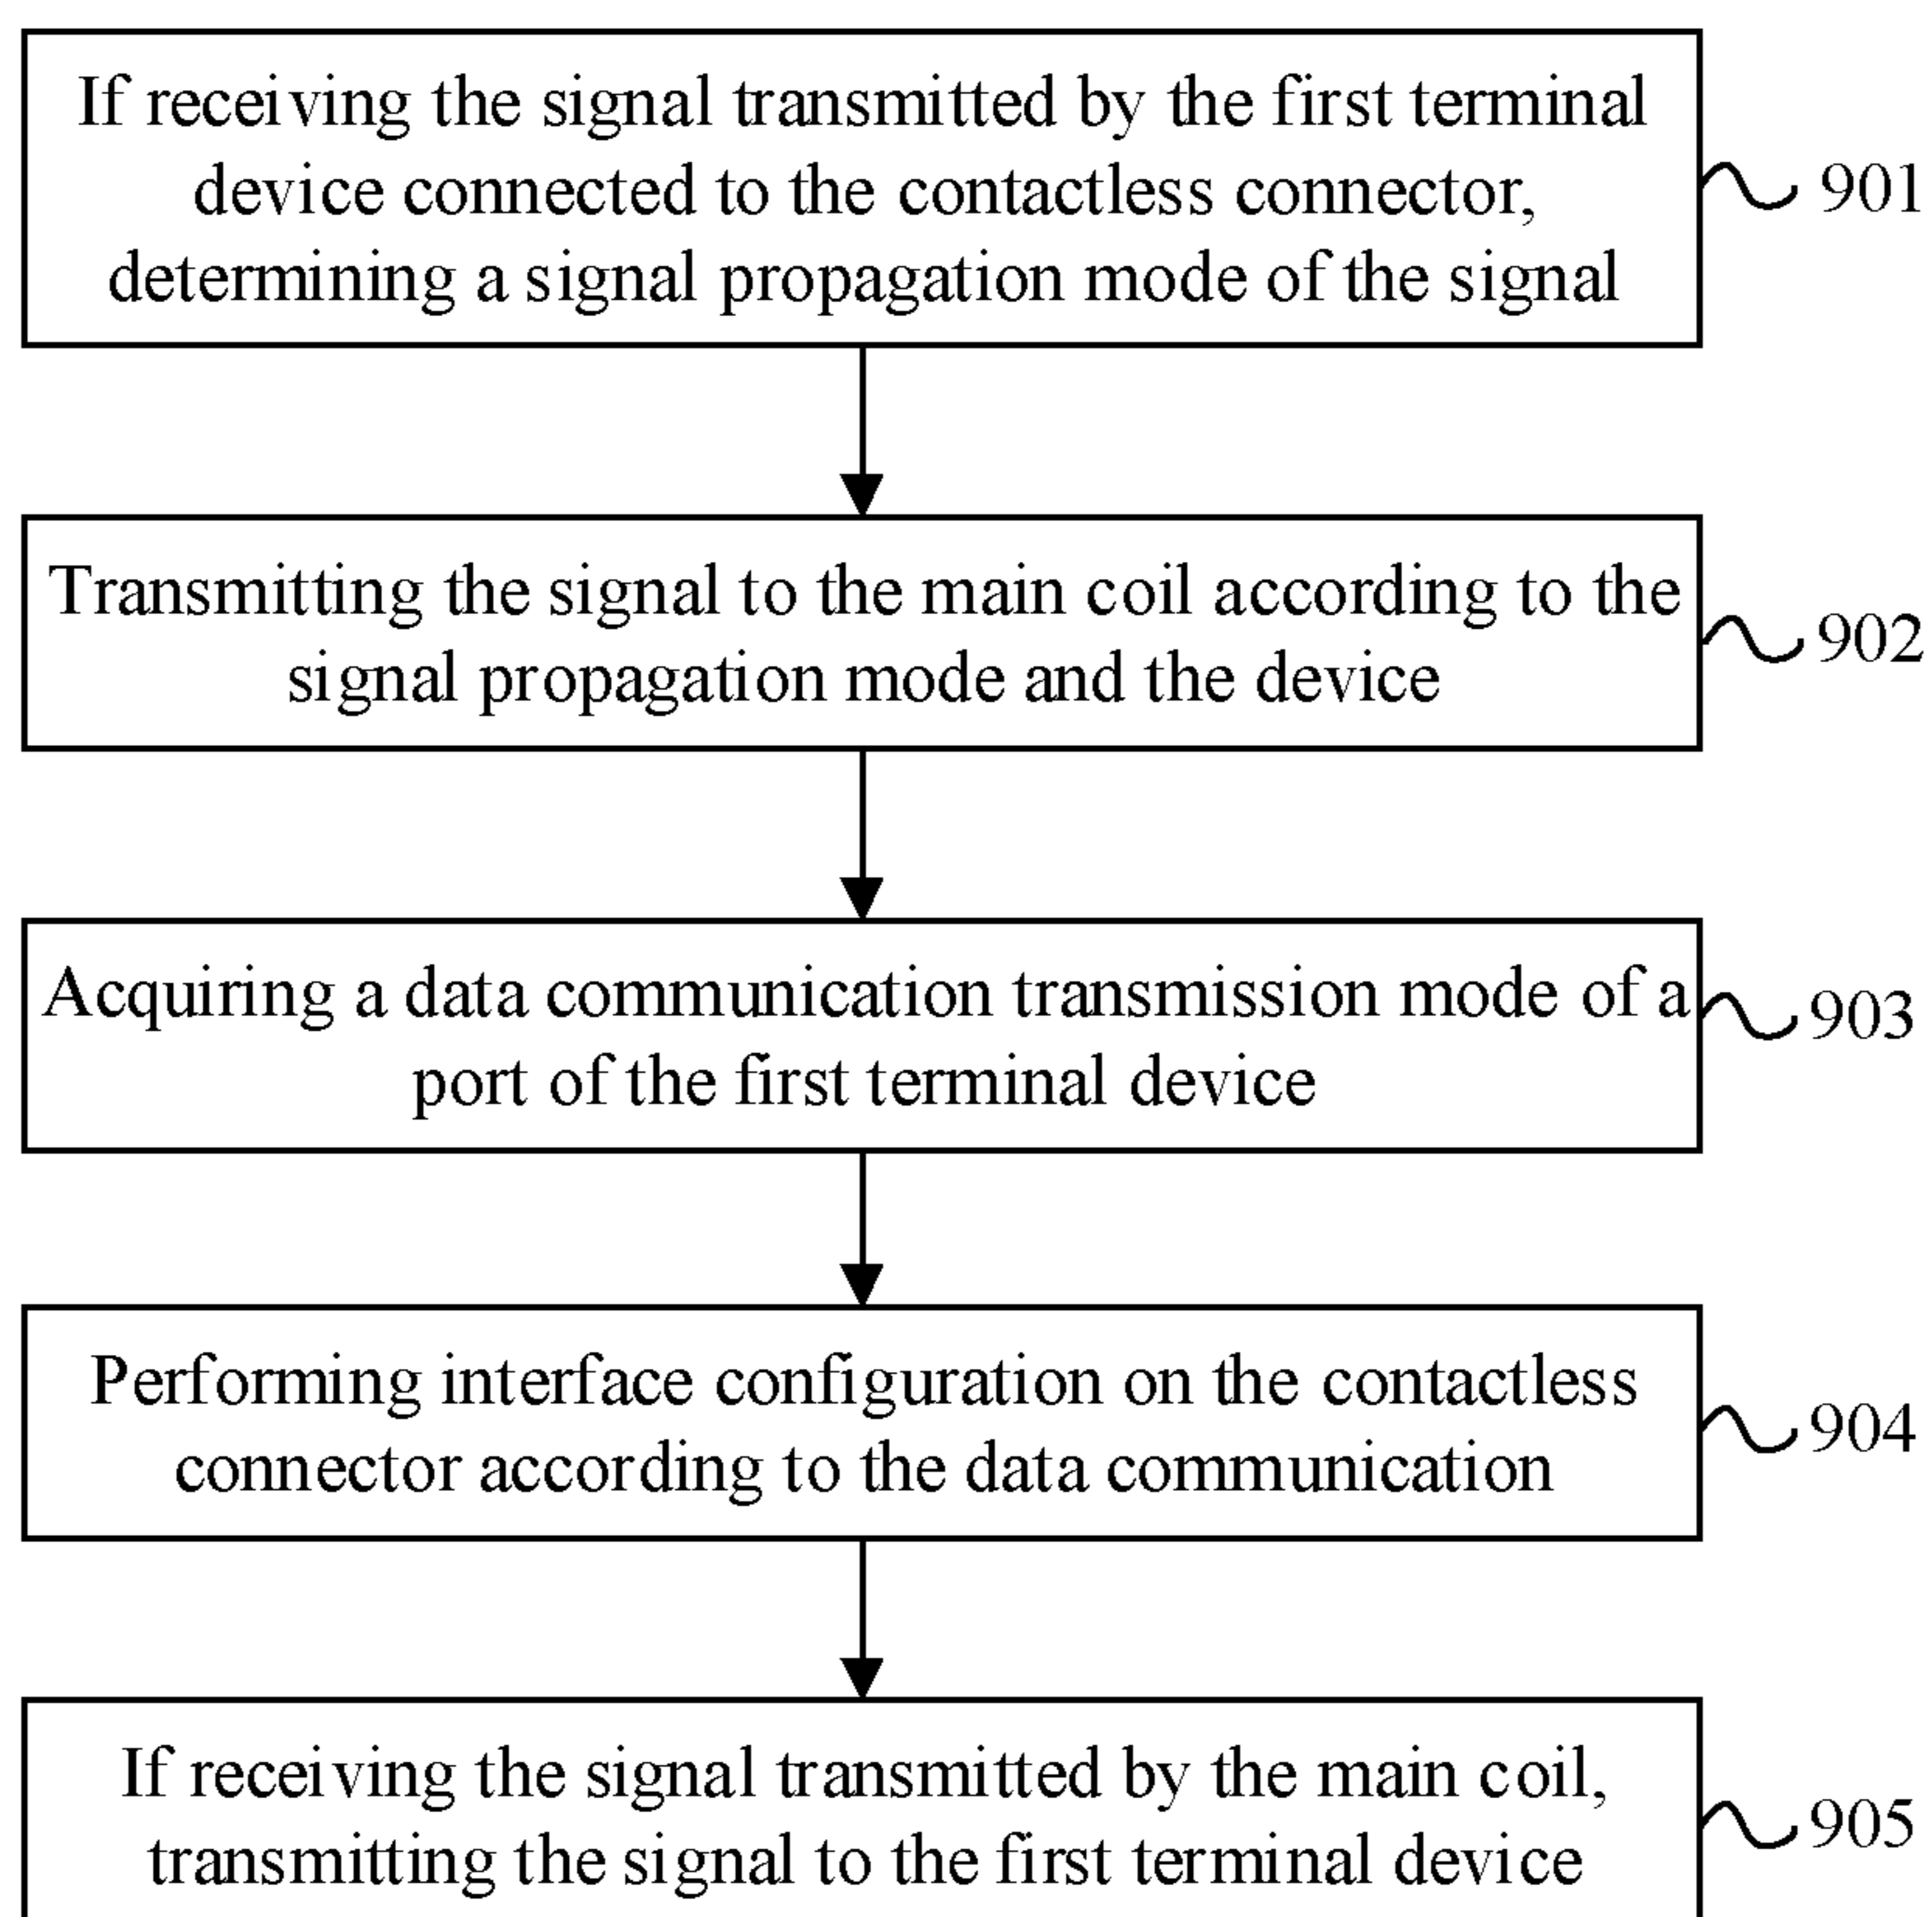 If receiving the signal transmitted by the first terminal
device connected to the contactless connector,
determining a signal propagation mode of the signal
901
Transmitting the signal to the main coil according to the
signal propagation mode and the device
902
Acquiring a data communication transmission mode of a
port of the first terminal device
903
Performing interface configuration on the contactless
connector according to the data communication
904
If receiving the signal transmitted by the main coil,
transmitting the signal to the first terminal device
905